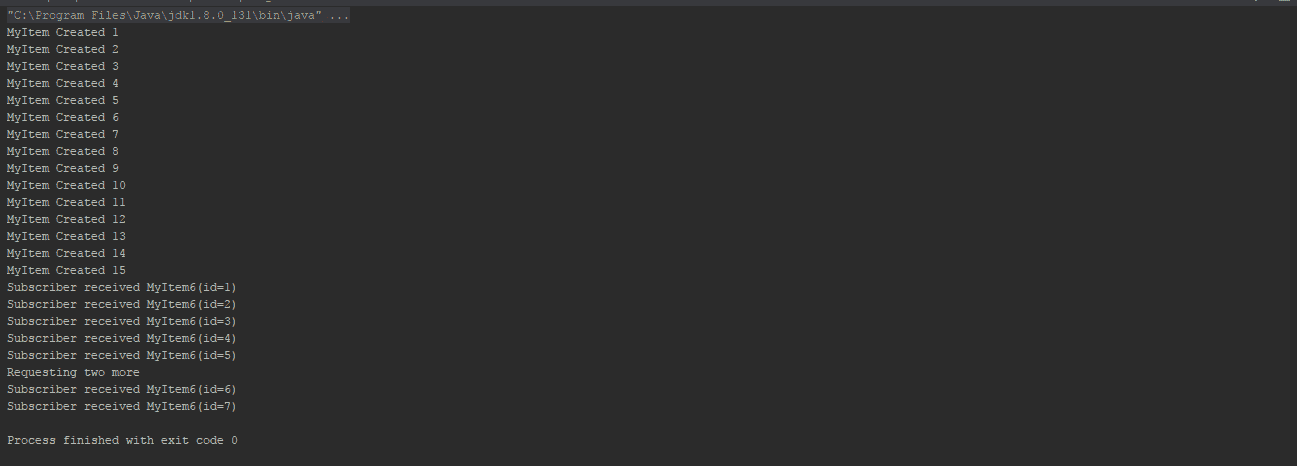 "C:\Program Files\Java\jdk1.8.0_131\bin\java" ...
MyItem Created 1
MyItem Created 2
MyItem Created 3
MyItem Created 4
MyItem Created 5
MyItem Created 6
MyItem Created 7
MyItem Created 8
MyItem Created 9
MyItem Created 10
MyItem Created 11
MyItem Created 12
MyItem Created 13
MyItem Created 14
MyItem Created 15
Subscriber received MyItem6(id=1)
Subscriber received MyItem6(id=2)
Subscriber received MyItem6(id=3)
Subscriber received MyItem6(id=4)
Subscriber received MyItem6(id=5)
Requesting two more
Subscriber received MyItem6(id=6)
Subscriber received MyItem6(id=7)
Process finished with exit code 0